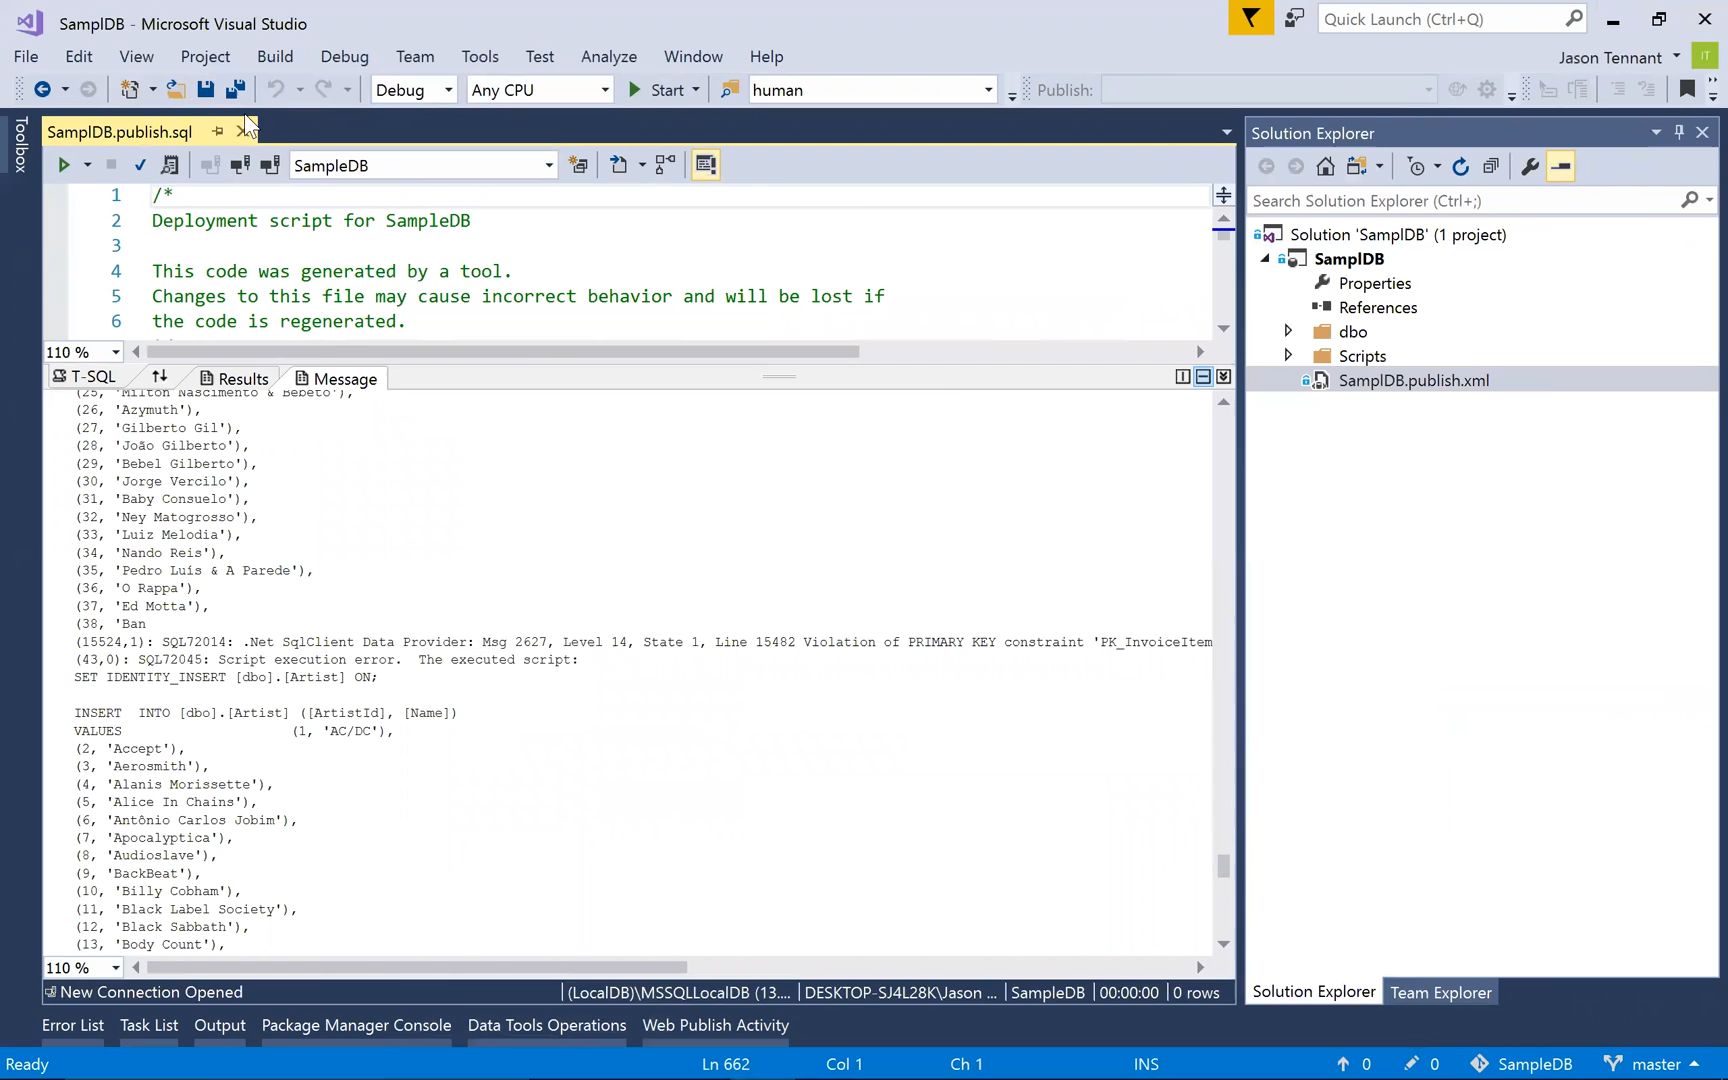 SamplDB - Microsoft Visual Studio
Quick Launch (Ctrl+Q)
File Edit View Project Build Debug Team Tools Test Analyze Window Help
Jason Tennant
IT
Debug
Any CPU
Start
human
Publish:
Toolbox
SamplDB.publish.sql
SampleDB
1 /*
2 Deployment script for SampleDB
3
4 This code was generated by a tool.
5 Changes to this file may cause incorrect behavior and will be lost if
6 the code is regenerated.
110 %
T-SQL
Results
Message
(25, 'Milton Nascimento & Bebeto'),
(26, 'Azymuth'),
(27, 'Gilberto Gil'),
(28, 'João Gilberto'),
(29, 'Bebel Gilberto'),
(30, 'Jorge Vercilo'),
(31, 'Baby Consuelo'),
(32, 'Ney Matogrosso'),
(33, 'Luiz Melodia'),
(34, 'Nando Reis'),
(35, 'Pedro Luís & A Parede'),
(36, 'O Rappa'),
(37, 'Ed Motta'),
(38, 'Ban
(15524,1): SQL72014: .Net SqlClient Data Provider: Msg 2627, Level 14, State 1, Line 15482 Violation of PRIMARY KEY constraint 'PK_InvoiceItem
(43,0): SQL72045: Script execution error.  The executed script:
SET IDENTITY_INSERT [dbo].[Artist] ON;
INSERT  INTO [dbo].[Artist] ([ArtistId], [Name])
VALUES (1, 'AC/DC'),
(2, 'Accept'),
(3, 'Aerosmith'),
(4, 'Alanis Morissette'),
(5, 'Alice In Chains'),
(6, 'Antônio Carlos Jobim'),
(7, 'Apocalyptica'),
(8, 'Audioslave'),
(9, 'BackBeat'),
(10, 'Billy Cobham'),
(11, 'Black Label Society'),
(12, 'Black Sabbath'),
(13, 'Body Count'),
110 %
New Connection Opened
(LocalDB)\MSSQLLocalDB (13....
DESKTOP-SJ4L28K\Jason ...
SampleDB
00:00:00
0 rows
Solution Explorer
Search Solution Explorer (Ctrl+;)
Solution 'SamplDB' (1 project)
SamplDB
Properties
References
dbo
Scripts
SamplDB.publish.xml
Solution Explorer
Team Explorer
Error List
Task List
Output
Package Manager Console
Data Tools Operations
Web Publish Activity
Ready
Ln 662
Col 1
Ch 1
INS
0
0
SampleDB
master